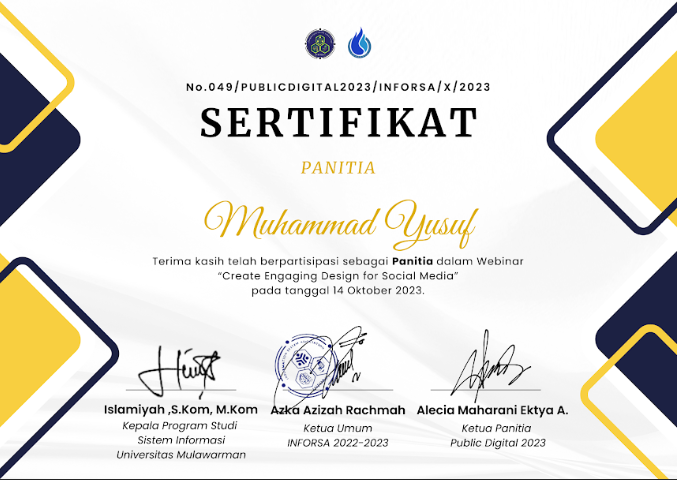 No.049/PUBLICDIGITAL2023/INFORSA/X/2023
SERTIFIKAT
PANITIA
Muhammad Yusuf
Terima kasih telah berpartisipasi sebagai Panitia dalam Webinar
“Create Engaging Design for Social Media”
pada tanggal 14 Oktober 2023.
Islamiyah ,S.Kom, M.Kom
Kepala Program Studi
Sistem Informasi
Universitas Mulawarman
Azka Azizah Rachmah
Ketua Umum
INFORSA 2022-2023
Alecia Maharani Ektya A.
Ketua Panitia
Public Digital 2023